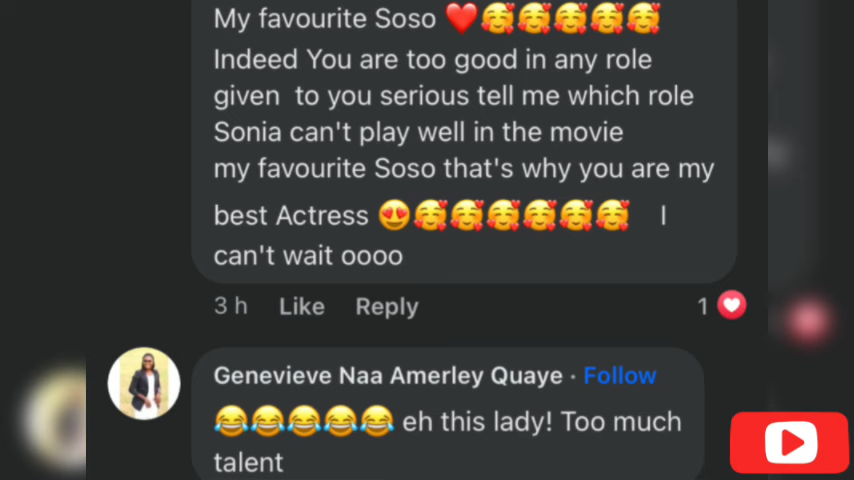 My favourite Soso ❤️🥰🥰🥰🥰🥰
Indeed You are too good in any role
given to you serious tell me which role
Sonia can't play well in the movie
my favourite Soso that's why you are my
best Actress 😍🥰🥰🥰🥰🥰🥰 I
can't wait oooo
3 h Like Reply 1
Genevieve Naa Amerley Quaye · Follow
😂😂😂😂😂 eh this lady! Too much
talent